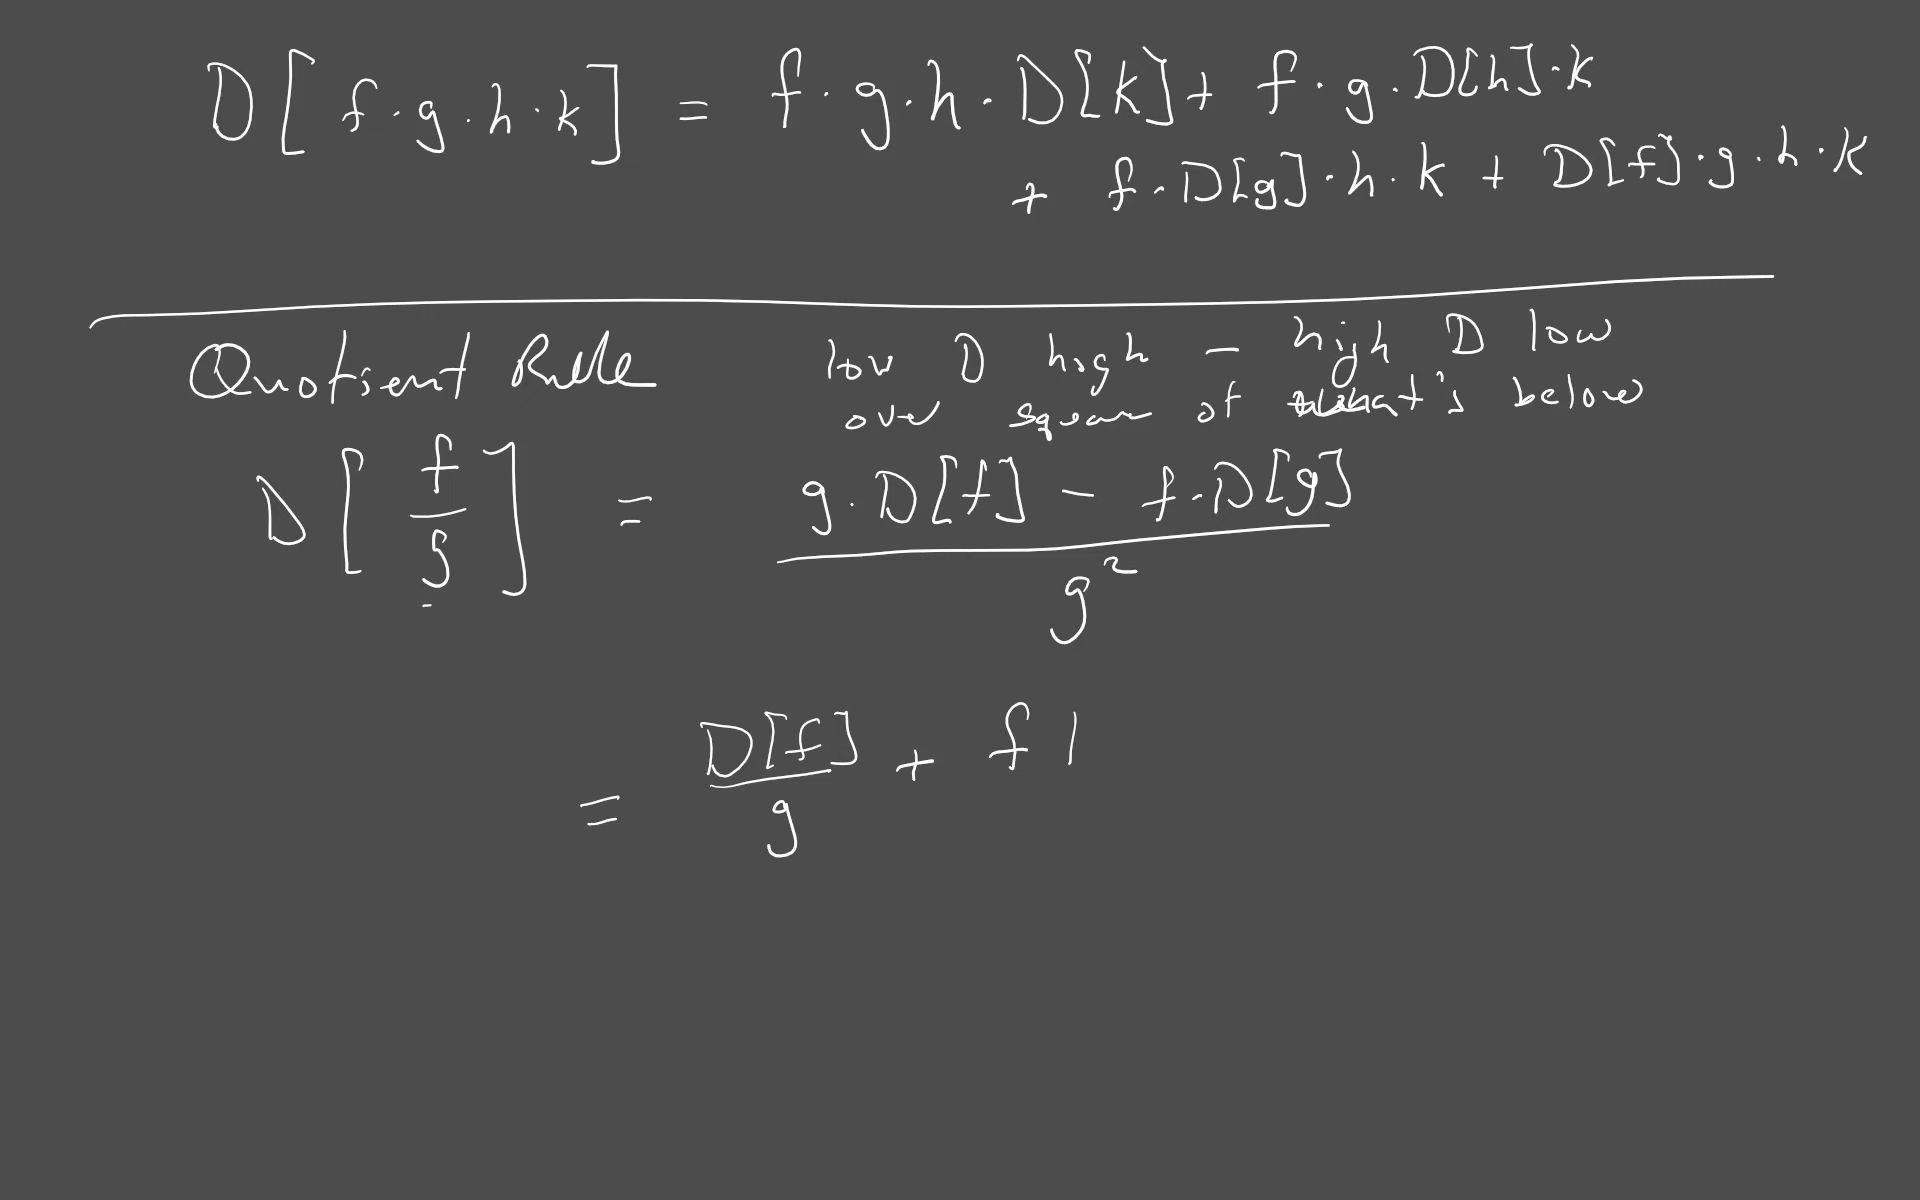 D[f·g·h·k] = f·g·h·D[k] + f·g·D[h]·k
+ f·D[g]·h·k + D[f]·g·h·k
Quotient Rule
low D high – high D low
over square of what's below
D[f/g] = (g·D[f] – f·D[g])/g²
= D[f]/g + f |